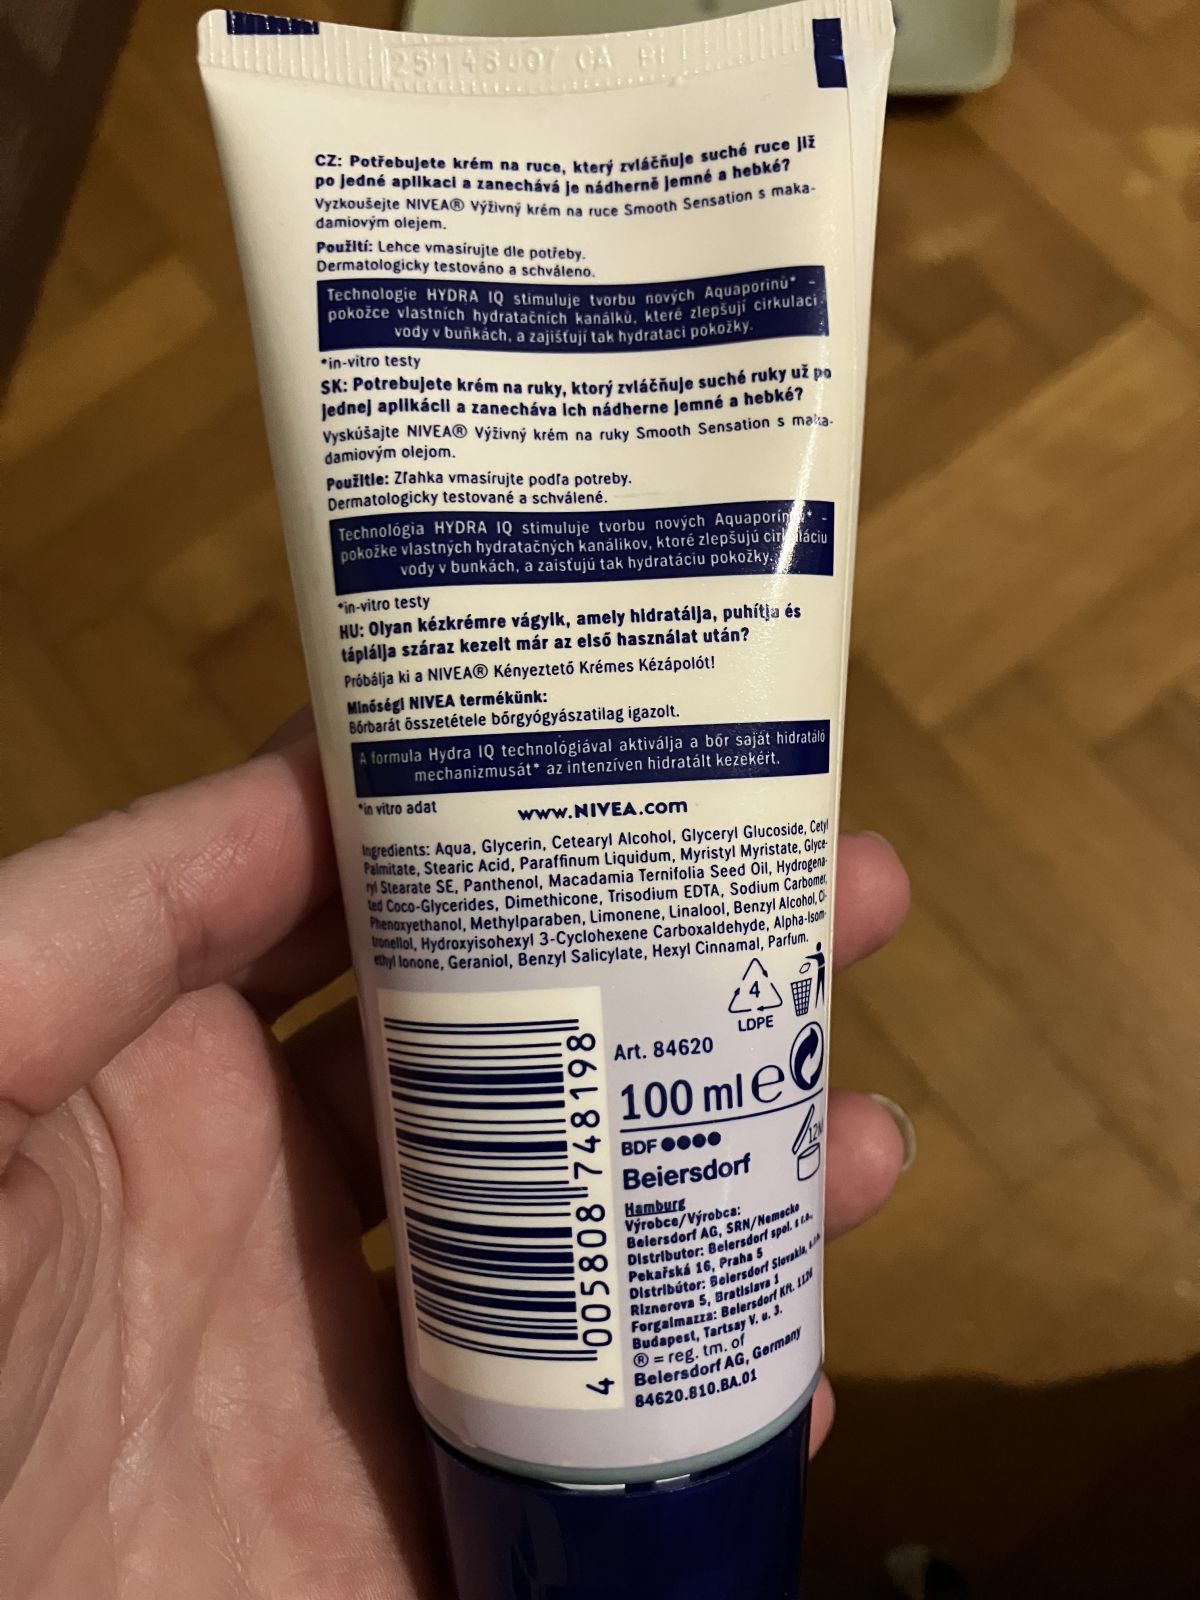 CZ: Potřebujete krém na ruce, který zvláčňuje suché ruce již
po jedné aplikaci a zanechává je nádherně jemné a hebké?
Vyzkoušejte NIVEA® Výživný krém na ruce Smooth Sensation s maka-
damiovým olejem.
Použití: Lehce vmasírujte dle potřeby.
Dermatologicky testováno a schváleno.
Technologie HYDRA IQ stimuluje tvorbu nových Aquaporinů* -
pokožce vlastních hydratačních kanálků, které zlepšují cirkulaci
vody v buňkách, a zajišťují tak hydrataci pokožky.
*in-vitro testy
SK: Potrebujete krém na ruky, ktorý zvláčňuje suché ruky už po
jednej aplikácii a zanecháva ich nádherne jemné a hebké?
Vyskúšajte NIVEA® Výživný krém na ruky Smooth Sensation s maka-
damiovým olejom.
Použitie: Zľahka vmasírujte podľa potreby.
Dermatologicky testované a schválené.
Technológia HYDRA IQ stimuluje tvorbu nových Aquaporínov* -
pokožke vlastných hydratačných kanálikov, ktoré zlepšujú cirkuláciu
vody v bunkách, a zaisťujú tak hydratáciu pokožky.
*in-vitro testy
HU: Olyan kézkrémre vágyik, amely hidratálja, puhítja és
táplálja száraz kezeit már az első használat után?
Próbálja ki a NIVEA® Kényeztető Krémes Kézápolót!
Minőségi NIVEA termékünk:
Bőrbarát összetétele bőrgyógyászatilag igazolt.
A formula Hydra IQ technológiával aktiválja a bőr saját hidratáló
mechanizmusát* az intenzíven hidratált kezekért.
*in vitro adat
www.NIVEA.com
Ingredients: Aqua, Glycerin, Cetearyl Alcohol, Glyceryl Glucoside, Cetyl
Palmitate, Stearic Acid, Paraffinum Liquidum, Myristyl Myristate, Glyce-
ryl Stearate SE, Panthenol, Macadamia Ternifolia Seed Oil, Hydrogena-
ted Coco-Glycerides, Dimethicone, Trisodium EDTA, Sodium Carbomer,
Phenoxyethanol, Methylparaben, Limonene, Linalool, Benzyl Alcohol, Ci-
tronellol, Hydroxyisohexyl 3-Cyclohexene Carboxaldehyde, Alpha-Isom-
ethyl Ionone, Geraniol, Benzyl Salicylate, Hexyl Cinnamal, Parfum.
4
LDPE
Art. 84620
100 ml e
12M
BDF
Beiersdorf
Hamburg
Výrobce/Výrobca:
Beiersdorf AG, SRN/Nemecko
Distributor: Beiersdorf spol. s r.o.,
Pekařská 16, Praha 5
Distribútor: Beiersdorf Slovakia, s.r.o.
Riznerova 5, Bratislava 1
Forgalmazza: Beiersdorf Kft. 1126
Budapest, Tartsay V. u. 3.
® = reg. tm. of
Beiersdorf AG, Germany
84620.810.BA.01
4 005808 748198